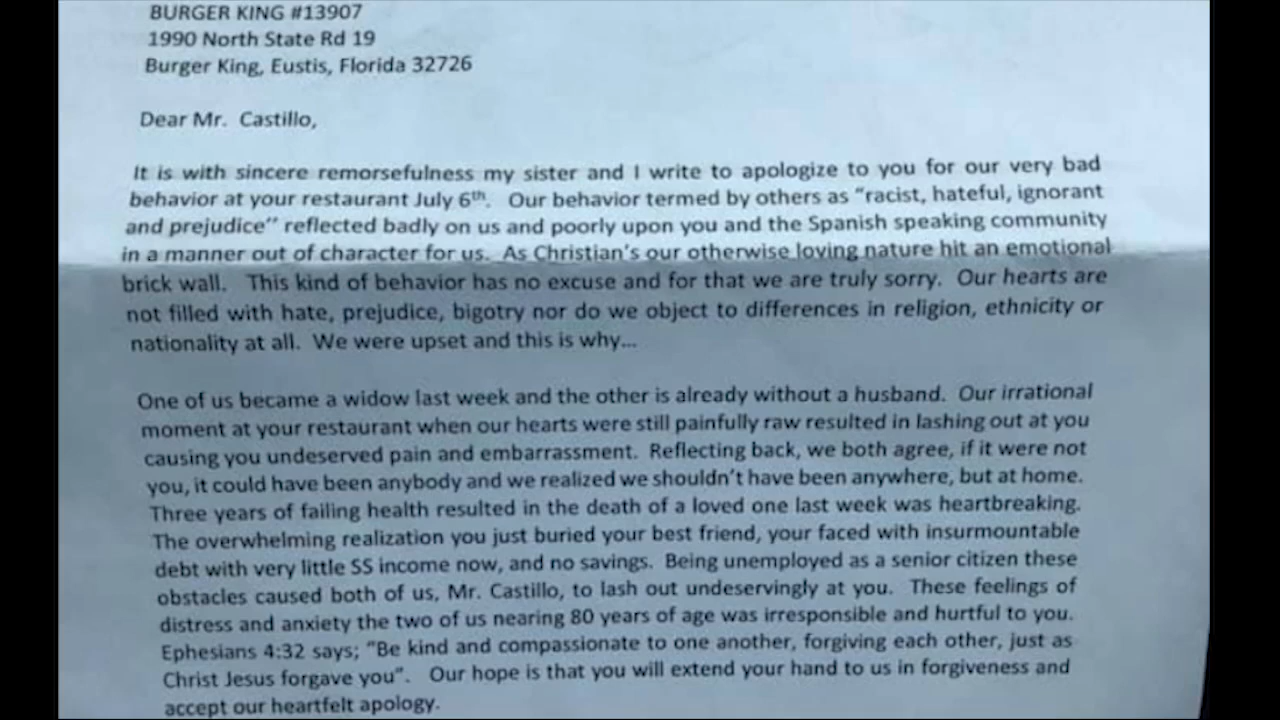 BURGER KING #13907
1990 North State Rd 19
Burger King, Eustis, Florida 32726
Dear Mr. Castillo,
It is with sincere remorsefulness my sister and I write to apologize to you for our very bad
behavior at your restaurant July 6th. Our behavior termed by others as "racist, hateful, ignorant
and prejudice" reflected badly on us and poorly upon you and the Spanish speaking community
in a manner out of character for us. As Christian's our otherwise loving nature hit an emotional
brick wall. This kind of behavior has no excuse and for that we are truly sorry. Our hearts are
not filled with hate, prejudice, bigotry nor do we object to differences in religion, ethnicity or
nationality at all. We were upset and this is why...
One of us became a widow last week and the other is already without a husband. Our irrational
moment at your restaurant when our hearts were still painfully raw resulted in lashing out at you
causing you undeserved pain and embarrassment. Reflecting back, we both agree, if it were not
you, it could have been anybody and we realized we shouldn't have been anywhere, but at home.
Three years of failing health resulted in the death of a loved one last week was heartbreaking.
The overwhelming realization you just buried your best friend, your faced with insurmountable
debt with very little SS income now, and no savings. Being unemployed as a senior citizen these
obstacles caused both of us, Mr. Castillo, to lash out undeservingly at you. These feelings of
distress and anxiety the two of us nearing 80 years of age was irresponsible and hurtful to you.
Ephesians 4:32 says; "Be kind and compassionate to one another, forgiving each other, just as
Christ Jesus forgave you". Our hope is that you will extend your hand to us in forgiveness and
accept our heartfelt apology.